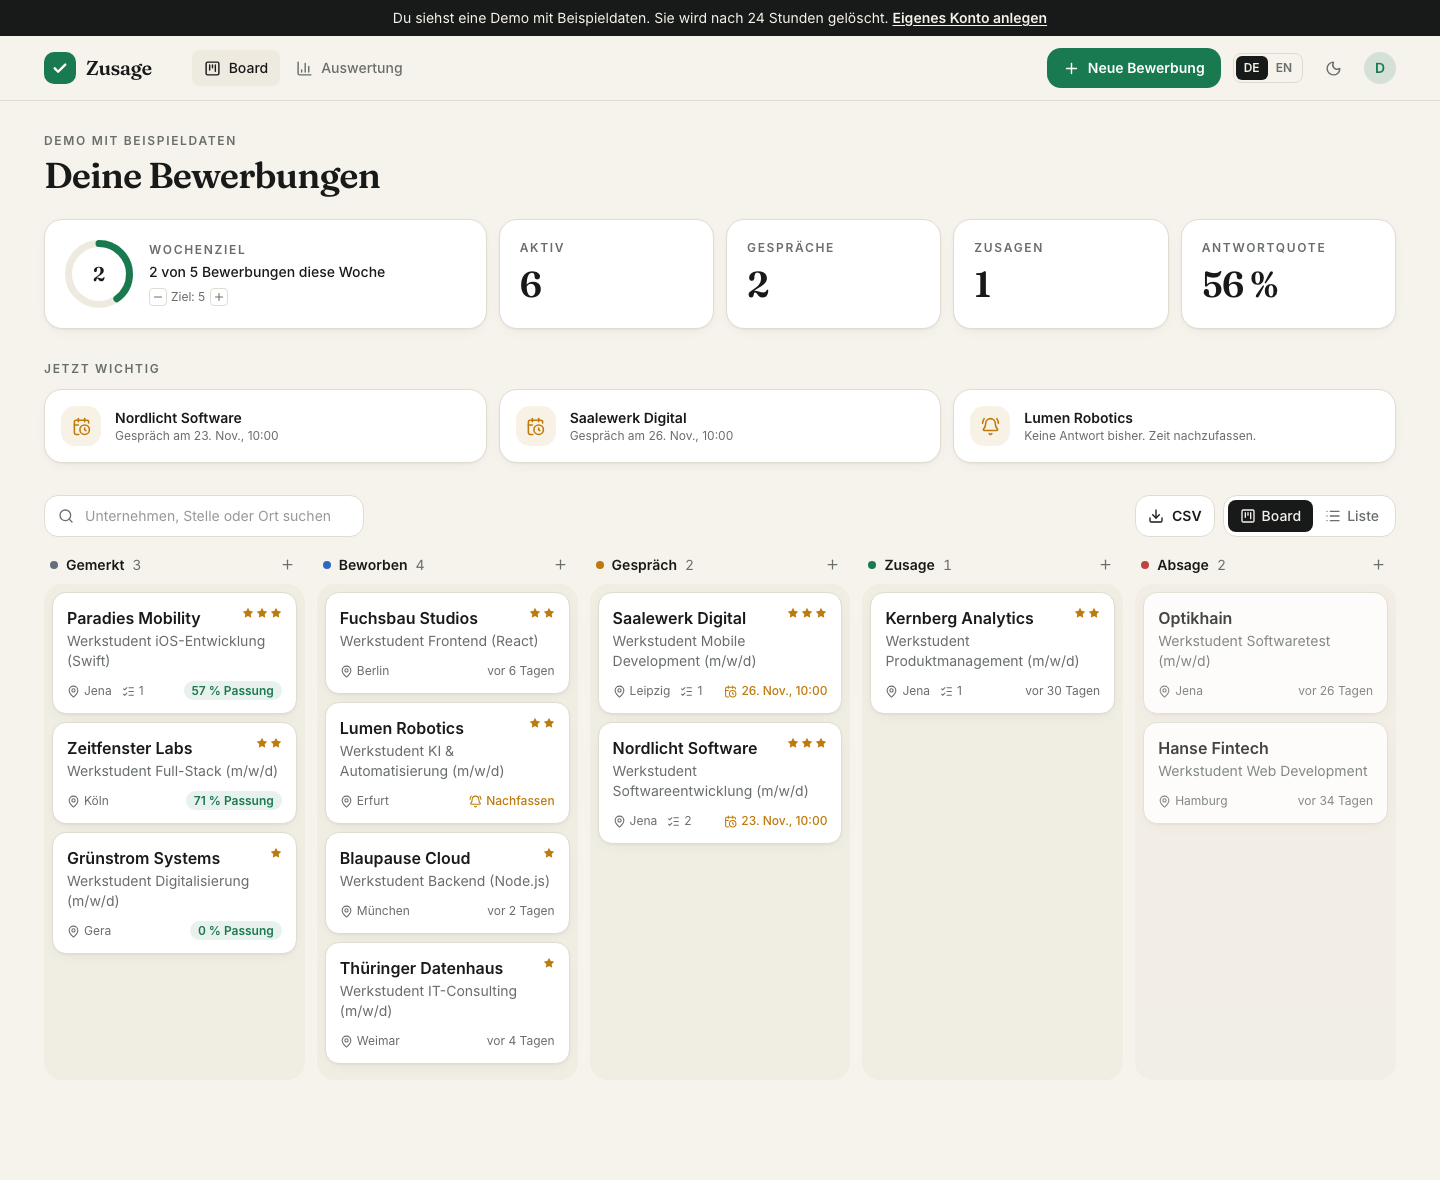 Du siehst eine Demo mit Beispieldaten. Sie wird nach 24 Stunden gelöscht. Eigenes Konto anlegen
Zusage
Board
Auswertung
Neue Bewerbung
DE
EN
D
DEMO MIT BEISPIELDATEN
Deine Bewerbungen
2
WOCHENZIEL
2 von 5 Bewerbungen diese Woche
Ziel: 5
AKTIV
6
GESPRÄCHE
2
ZUSAGEN
1
ANTWORTQUOTE
56 %
JETZT WICHTIG
Nordlicht Software
Gespräch am 23. Nov., 10:00
Saalewerk Digital
Gespräch am 26. Nov., 10:00
Lumen Robotics
Keine Antwort bisher. Zeit nachzufassen.
Unternehmen, Stelle oder Ort suchen
CSV
Board
Liste
Gemerkt 3
Paradies Mobility
Werkstudent iOS-Entwicklung
(Swift)
Jena 1 57 % Passung
Zeitfenster Labs
Werkstudent Full-Stack (m/w/d)
Köln 71 % Passung
Grünstrom Systems
Werkstudent Digitalisierung
(m/w/d)
Gera 0 % Passung
Beworben 4
Fuchsbau Studios
Werkstudent Frontend (React)
Berlin vor 6 Tagen
Lumen Robotics
Werkstudent KI &
Automatisierung (m/w/d)
Erfurt Nachfassen
Blaupause Cloud
Werkstudent Backend (Node.js)
München vor 2 Tagen
Thüringer Datenhaus
Werkstudent IT-Consulting
(m/w/d)
Weimar vor 4 Tagen
Gespräch 2
Saalewerk Digital
Werkstudent Mobile
Development (m/w/d)
Leipzig 1 26. Nov., 10:00
Nordlicht Software
Werkstudent
Softwareentwicklung (m/w/d)
Jena 2 23. Nov., 10:00
Zusage 1
Kernberg Analytics
Werkstudent
Produktmanagement (m/w/d)
Jena 1 vor 30 Tagen
Absage 2
Optikhain
Werkstudent Softwaretest
(m/w/d)
Jena vor 26 Tagen
Hanse Fintech
Werkstudent Web Development
Hamburg vor 34 Tagen